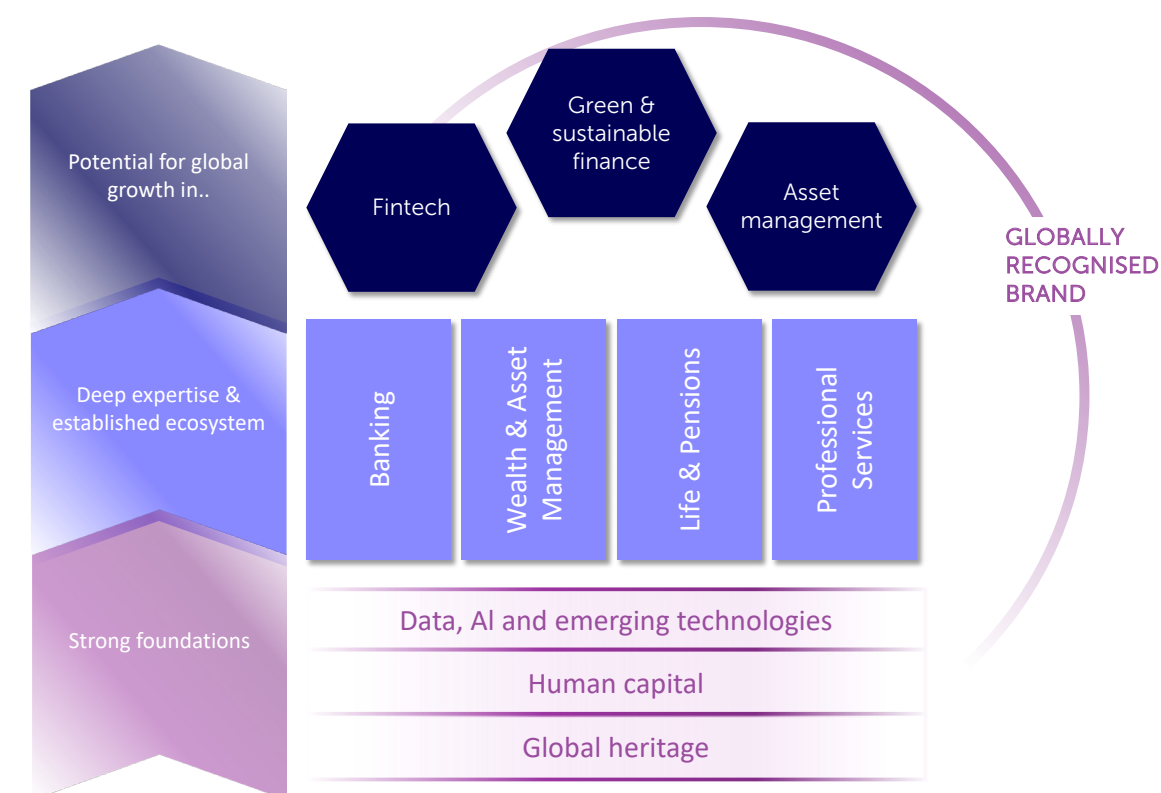 Potential for global
growth in..
Fintech
Green &
sustainable
finance
Asset
management
GLOBALLY
RECOGNISED
BRAND
Deep expertise &
established ecosystem
Banking
Wealth & Asset
Management
Life & Pensions
Professional
Services
Strong foundations
Data, AI and emerging technologies
Human capital
Global heritage